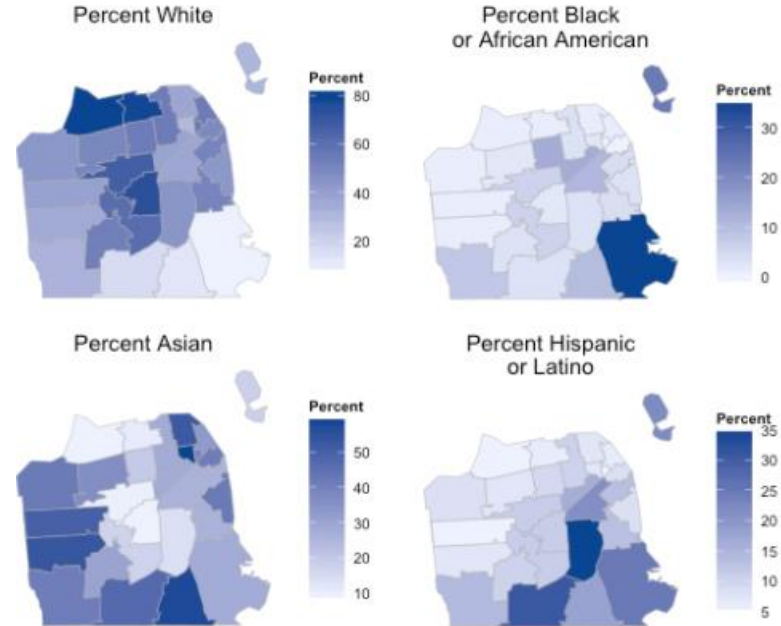 Percent White
Percent
80
60
40
20
Percent Black
or African American
Percent
30
20
10
0
Percent Asian
Percent
50
40
30
20
10
Percent Hispanic
or Latino
Percent
35
30
25
20
15
10
5